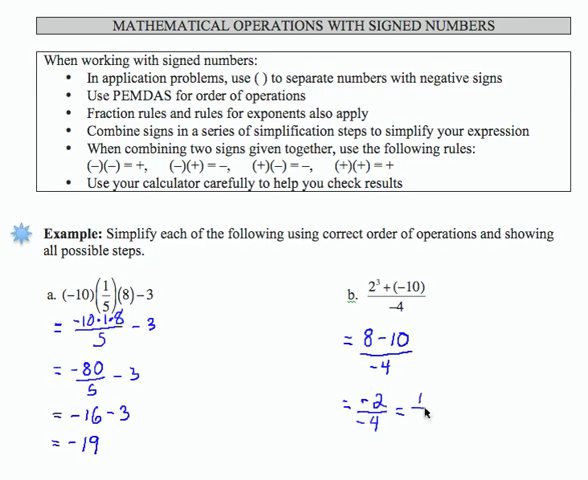 MATHEMATICAL OPERATIONS WITH SIGNED NUMBERS
When working with signed numbers:
• In application problems, use ( ) to separate numbers with negative signs
• Use PEMDAS for order of operations
• Fraction rules and rules for exponents also apply
• Combine signs in a series of simplification steps to simplify your expression
• When combining two signs given together, use the following rules:
(–)(–) = +, (–)(+) = –, (+)(–) = –, (+)(+) = +
• Use your calculator carefully to help you check results
Example: Simplify each of the following using correct order of operations and showing
all possible steps.
a. (–10)(1/5)(8) – 3
= -10·1·8/5 - 3
= -80/5 - 3
= -16 - 3
= -19
b. 2³ + (–10)/–4
= 8 - 10/-4
= -2/-4 = 1/